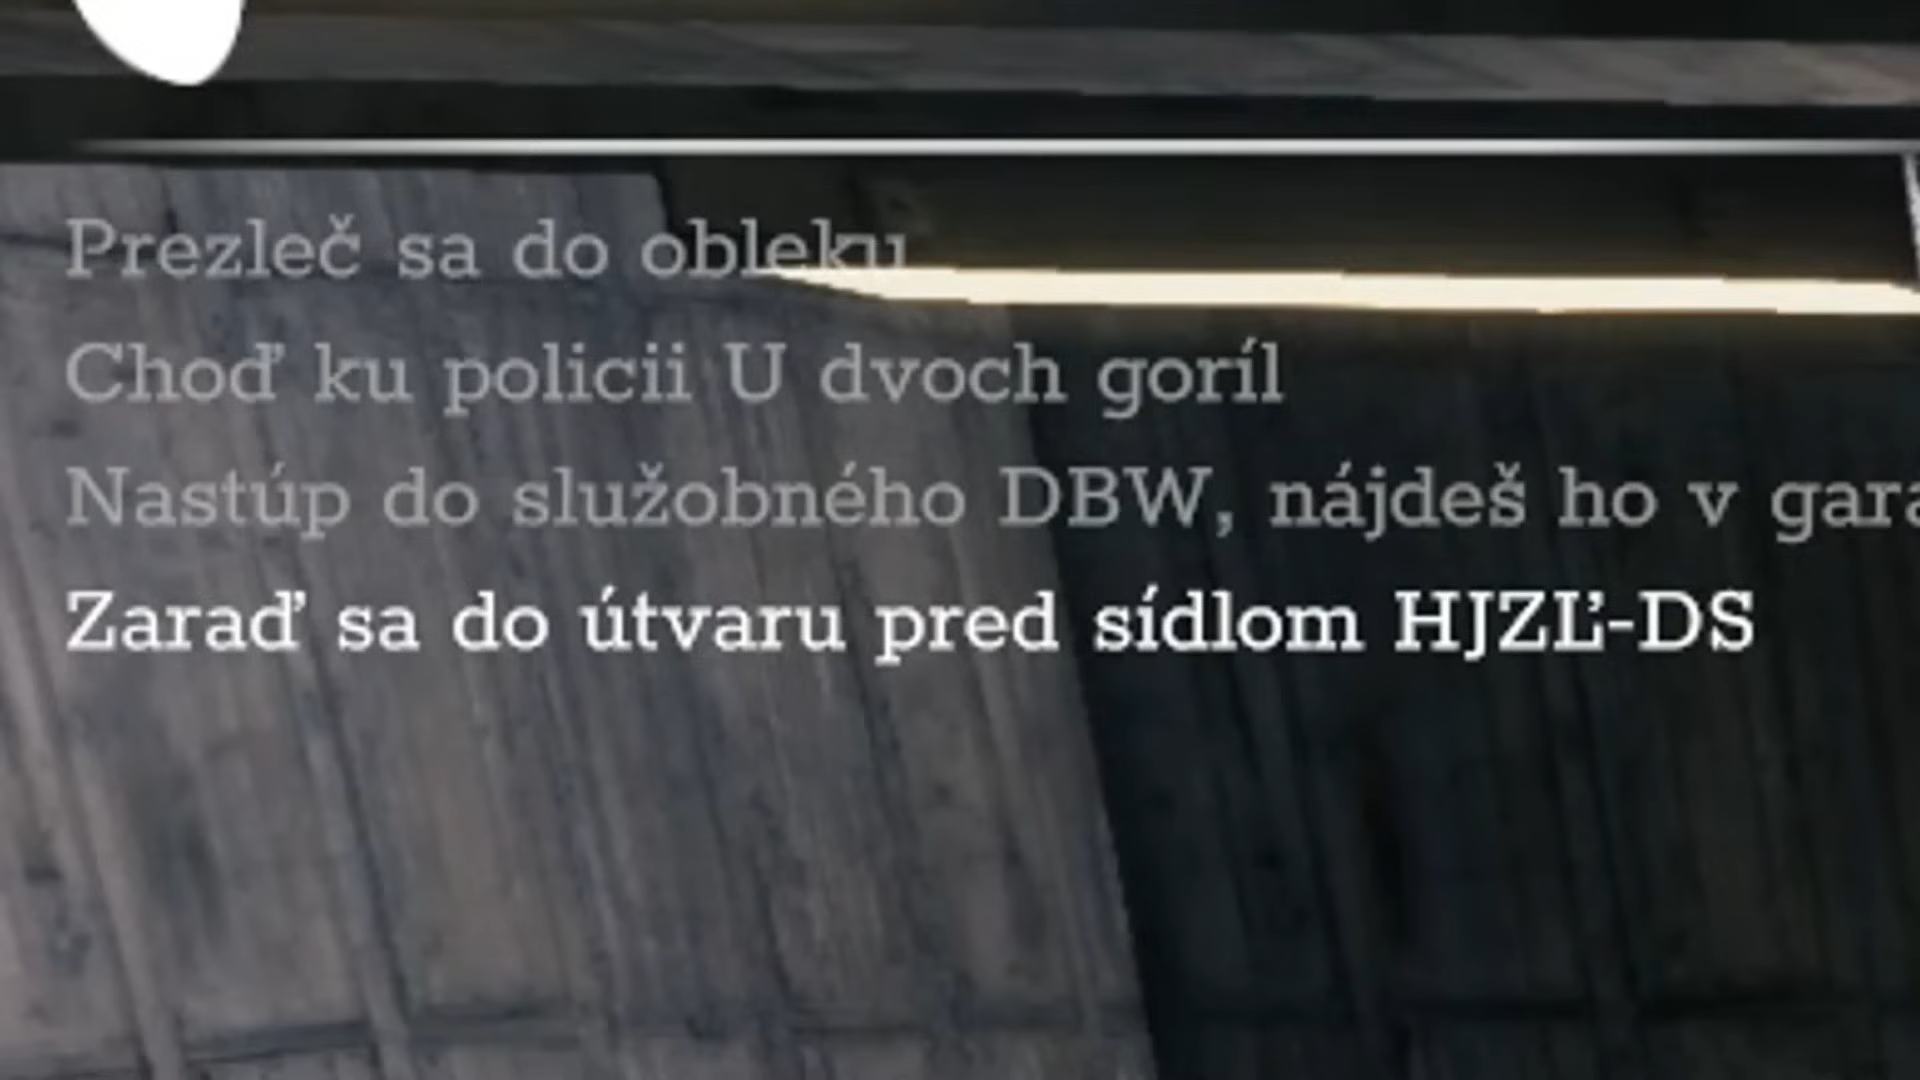 Prezleč sa do obleku
Choď ku policii U dvoch goríl
Nastúp do služobného DBW, nájdeš ho v
Zaraď sa do útvaru pred sídlom HJZĽ-DS